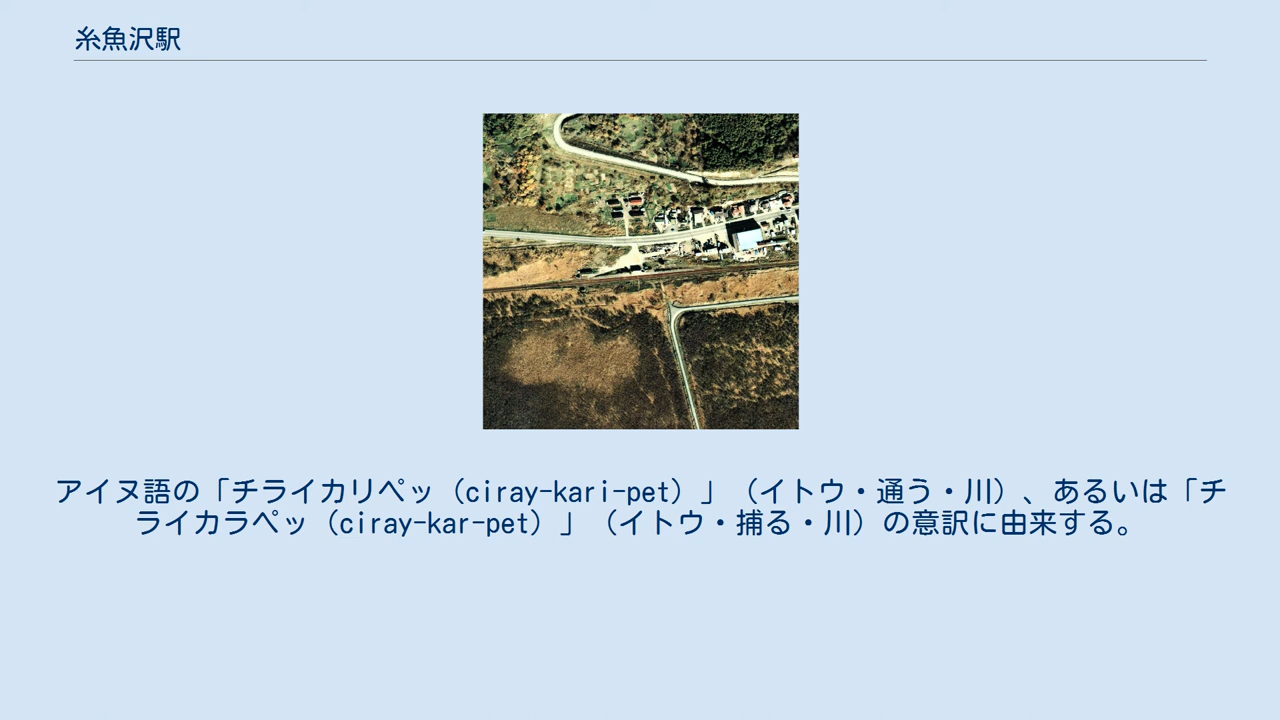 糸魚沢駅
アイヌ語の「チライカリペッ（ciray-kari-pet）」（イトウ・通う・川）、あるいは「チ
ライカラペッ（ciray-kar-pet）」（イトウ・捕る・川）の意訳に由来する。